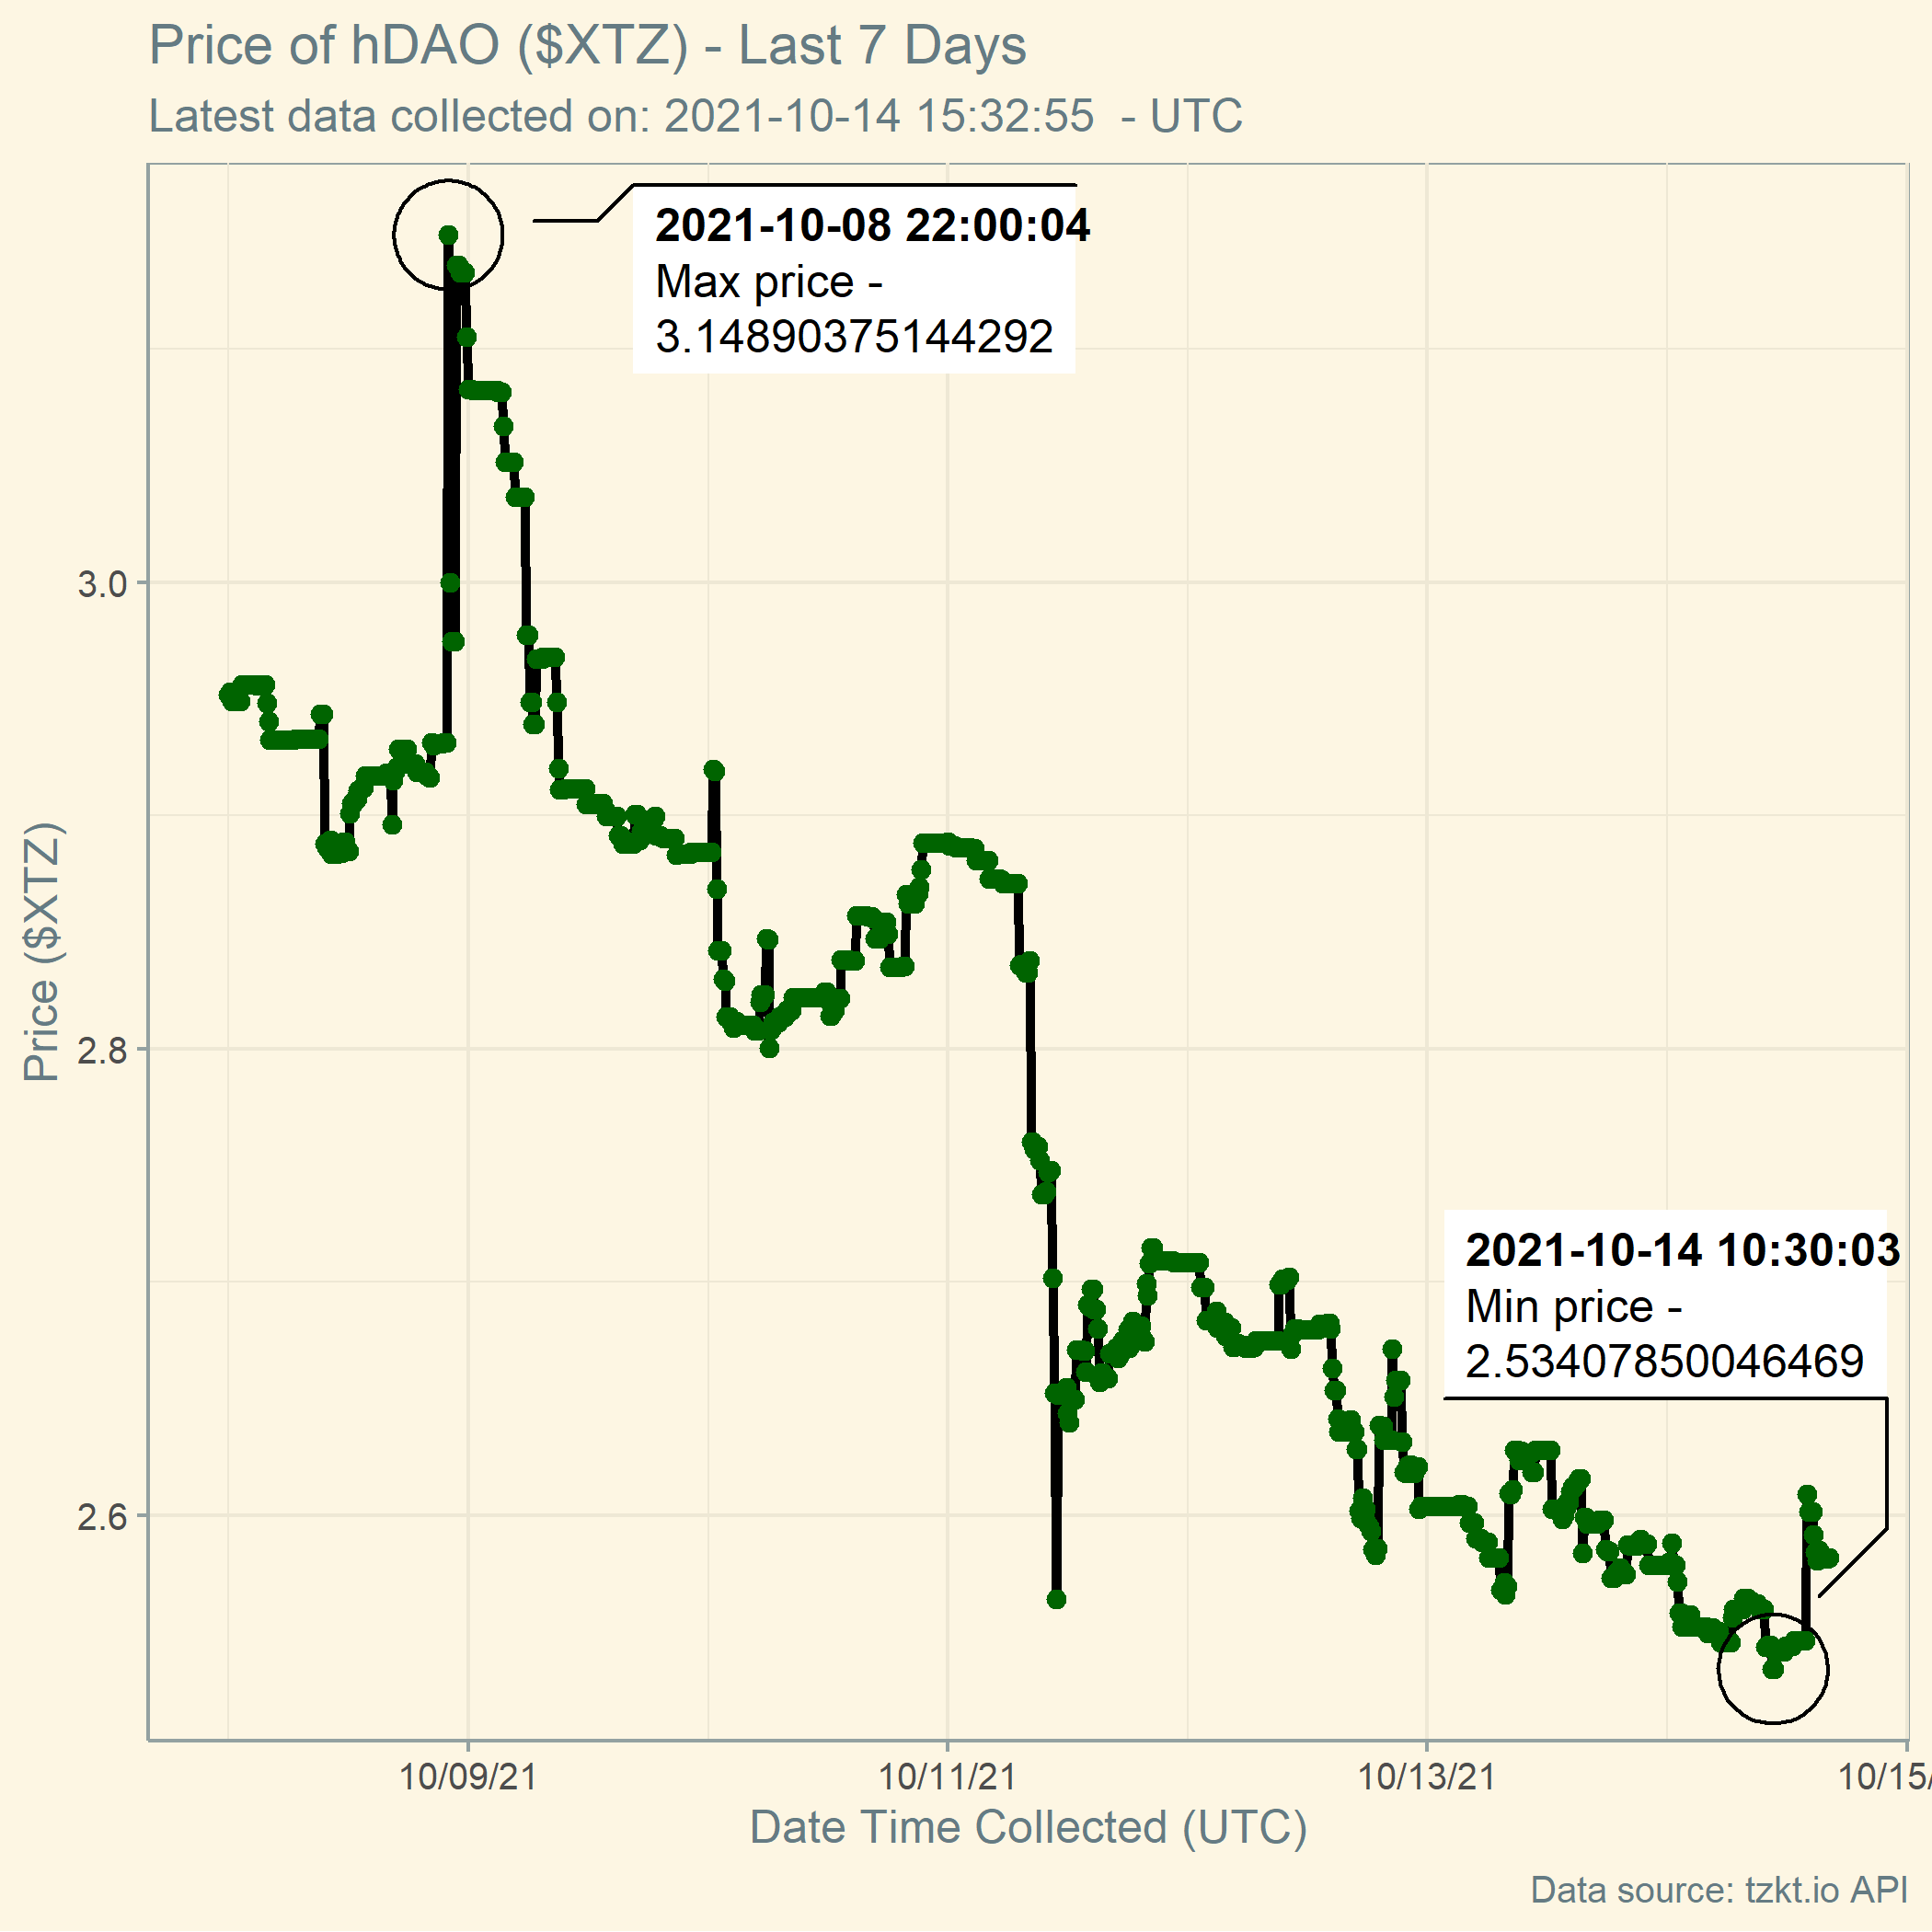 Price of hDAO ($XTZ) - Last 7 Days
Latest data collected on: 2021-10-14 15:32:55  - UTC
2021-10-08 22:00:04
Max price -
3.14890375144292
3.0
2.8
2.6
Price ($XTZ)
2021-10-14 10:30:03
Min price -
2.53407850046469
10/09/21
10/11/21
10/13/21
10/15/
Date Time Collected (UTC)
Data source: tzkt.io API